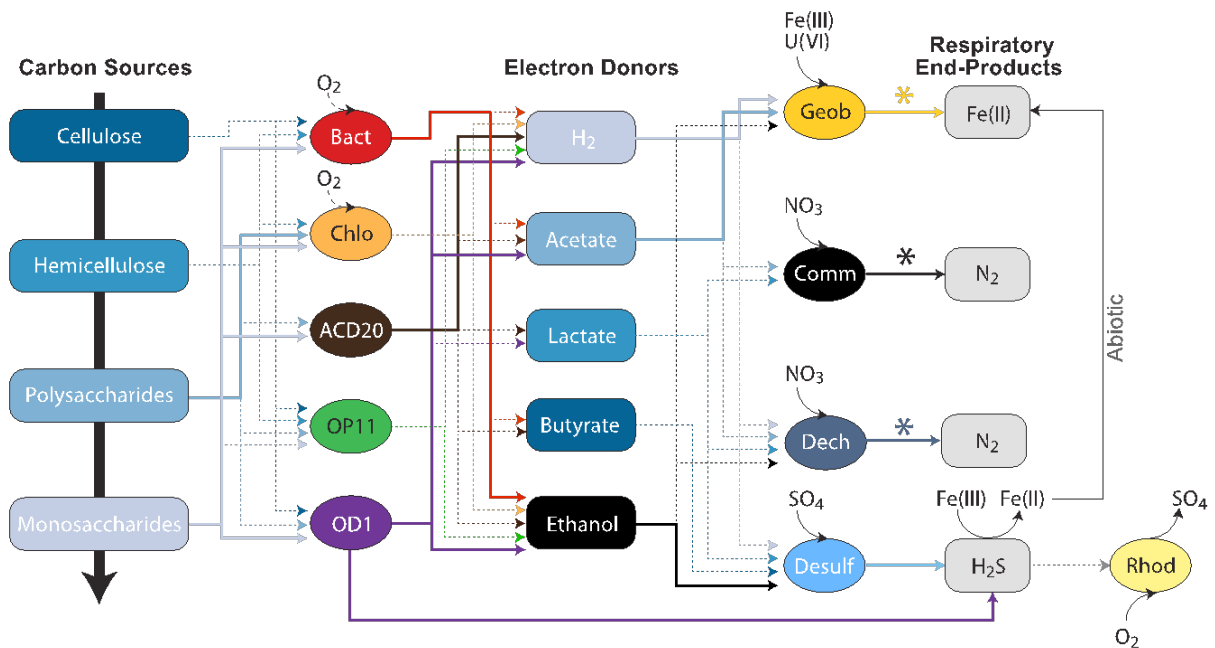 Carbon Sources
Electron Donors
Respiratory
End-Products
Cellulose
Hemicellulose
Polysaccharides
Monosaccharides
O₂
Bact
O₂
Chlo
ACD20
OP11
OD1
H₂
Acetate
Lactate
Butyrate
Ethanol
Fe(III)
U(VI)
Geob
*
Fe(II)
NO₃
Comm
*
N₂
NO₃
Dech
*
N₂
SO₄
Desulf
Fe(III)
Fe(II)
H₂S
Abiotic
SO₄
Rhod
O₂